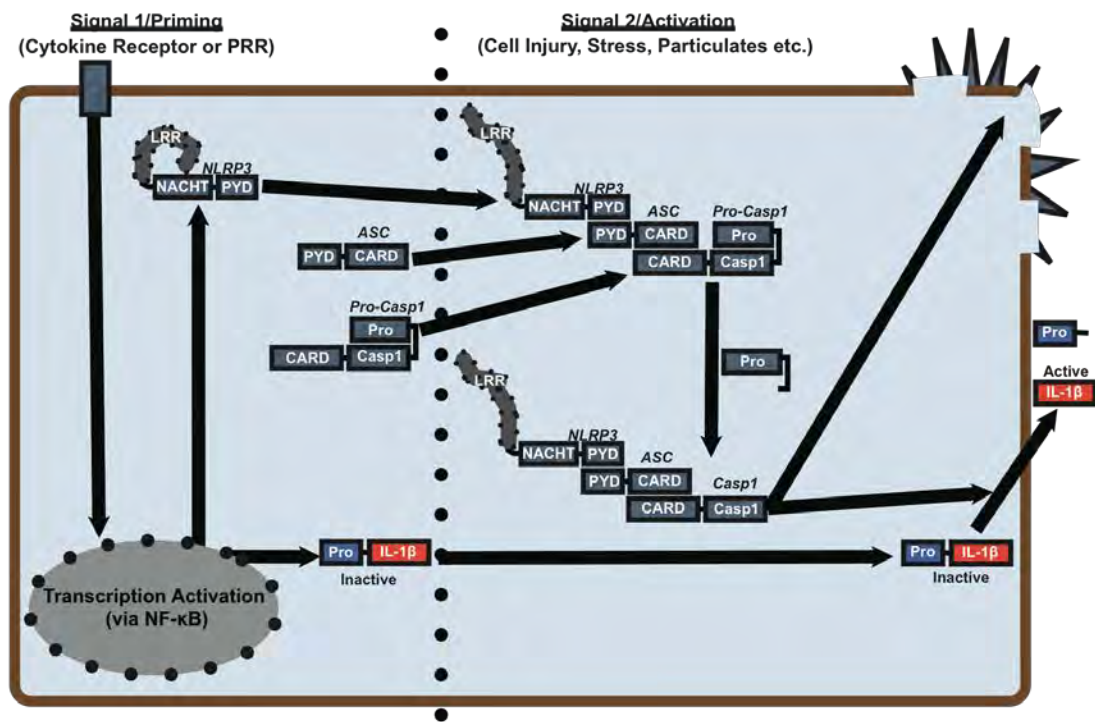 Signal 1/Priming
(Cytokine Receptor or PRR)
Signal 2/Activation
(Cell Injury, Stress, Particulates etc.)
LRR
NLRP3
NACHT
PYD
LRR
NLRP3
NACHT
PYD
ASC
PYD
CARD
Pro-Casp1
Pro
CARD
Casp1
ASC
PYD
CARD
Pro-Casp1
Pro
CARD
Casp1
Pro
LRR
NLRP3
NACHT
PYD
ASC
PYD
CARD
Casp1
CARD
Casp1
Pro
Active
IL-1β
Transcription Activation
(via NF-κB)
Pro
IL-1β
Inactive
Pro
IL-1β
Inactive